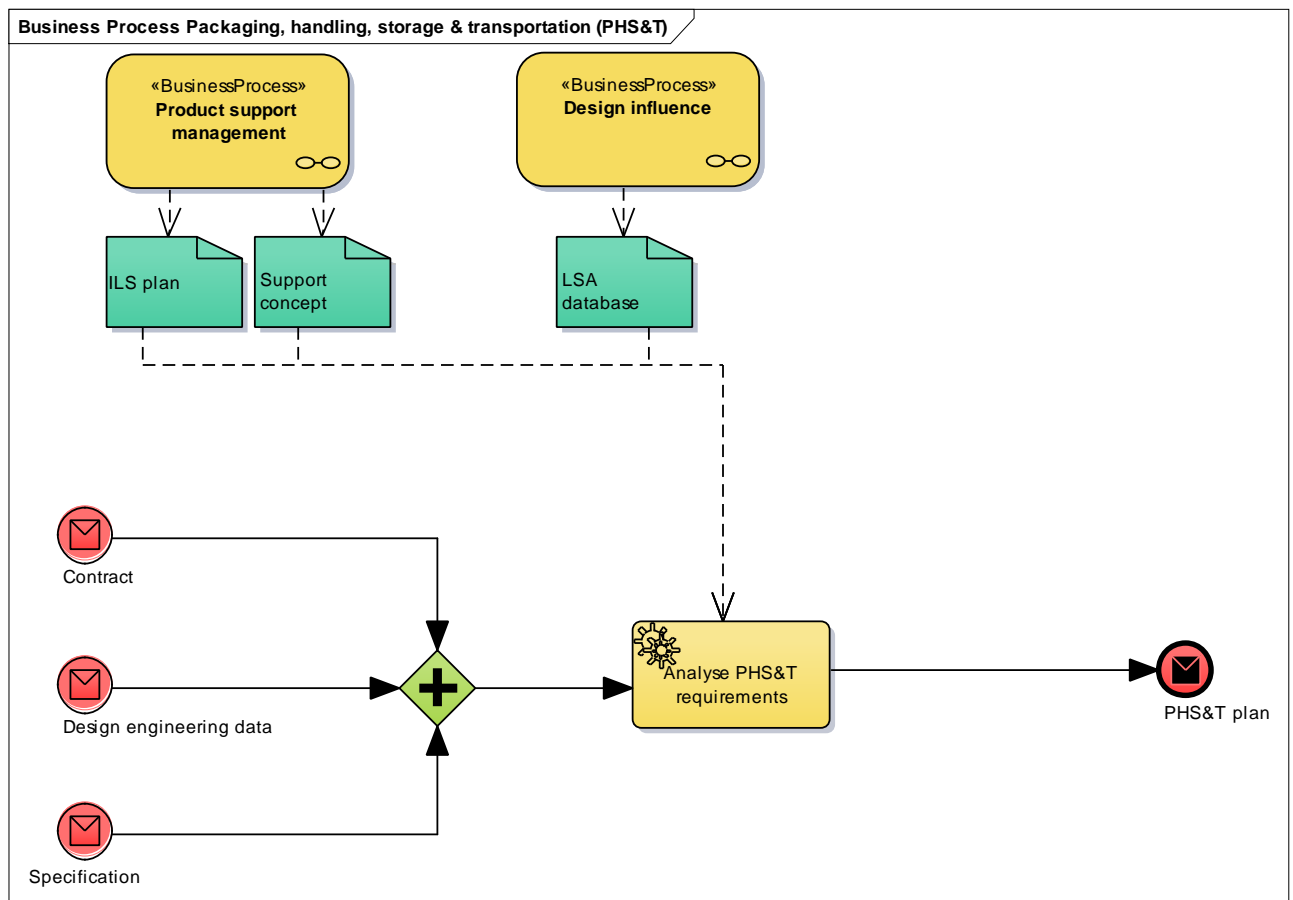 Business Process Packaging, handling, storage & transportation (PHS&T)
«BusinessProcess»
Product support
management
«BusinessProcess»
Design influence
ILS plan
Support
concept
LSA
database
Contract
Design engineering data
Specification
Analyse PHS&T
requirements
PHS&T plan